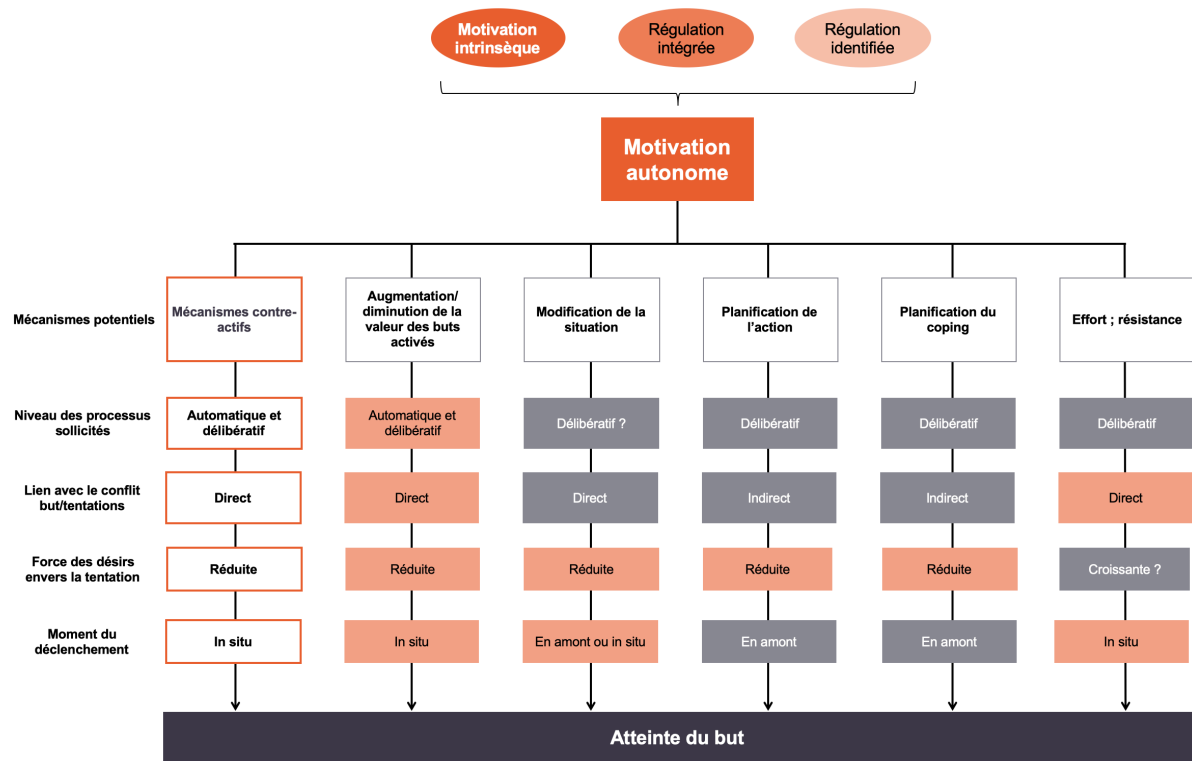 Motivation
intrinsèque
Régulation
intégrée
Régulation
identifiée
Motivation
autonome
Mécanismes potentiels
Mécanismes contre-
actifs
Augmentation/
diminution de la
valeur des buts
activés
Modification de la
situation
Planification de
l'action
Planification du
coping
Effort ; résistance
Niveau des processus
sollicités
Automatique et
délibératif
Automatique et
délibératif
Délibératif ?
Délibératif
Délibératif
Délibératif
Lien avec le conflit
but/tentations
Direct
Direct
Direct
Indirect
Indirect
Direct
Force des désirs
envers la tentation
Réduite
Réduite
Réduite
Réduite
Réduite
Croissante ?
Moment du
déclenchement
In situ
In situ
En amont ou in situ
En amont
En amont
In situ
Atteinte du but